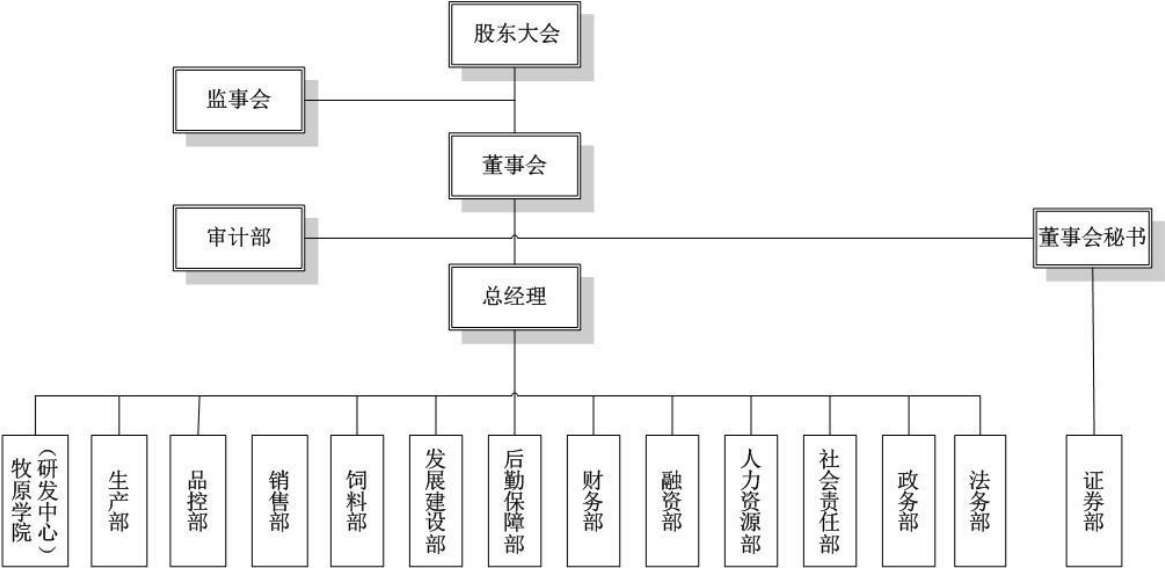 股东大会
监事会
董事会
审计部
董事会秘书
总经理
牧原学院
（研发中心）
生产部
品控部
销售部
饲料部
发展建设部
后勤保障部
财务部
融资部
人力资源部
社会责任部
政务部
法务部
证券部